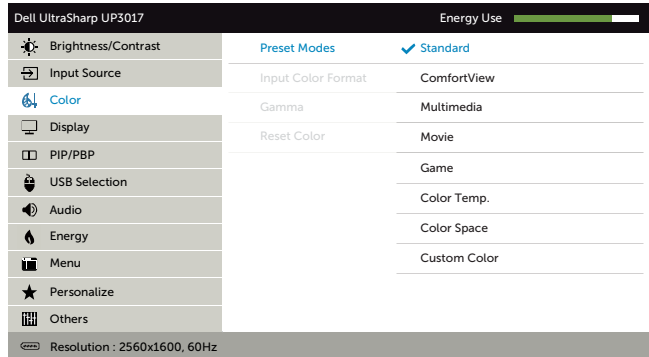 Dell UltraSharp UP3017 Energy Use
Brightness/Contrast Preset Modes Standard
Input Source Input Color Format ComfortView
Color Gamma Multimedia
Display Reset Color Movie
PIP/PBP Game
USB Selection Color Temp.
Audio Color Space
Energy Custom Color
Menu
Personalize
Others
Resolution : 2560x1600, 60Hz